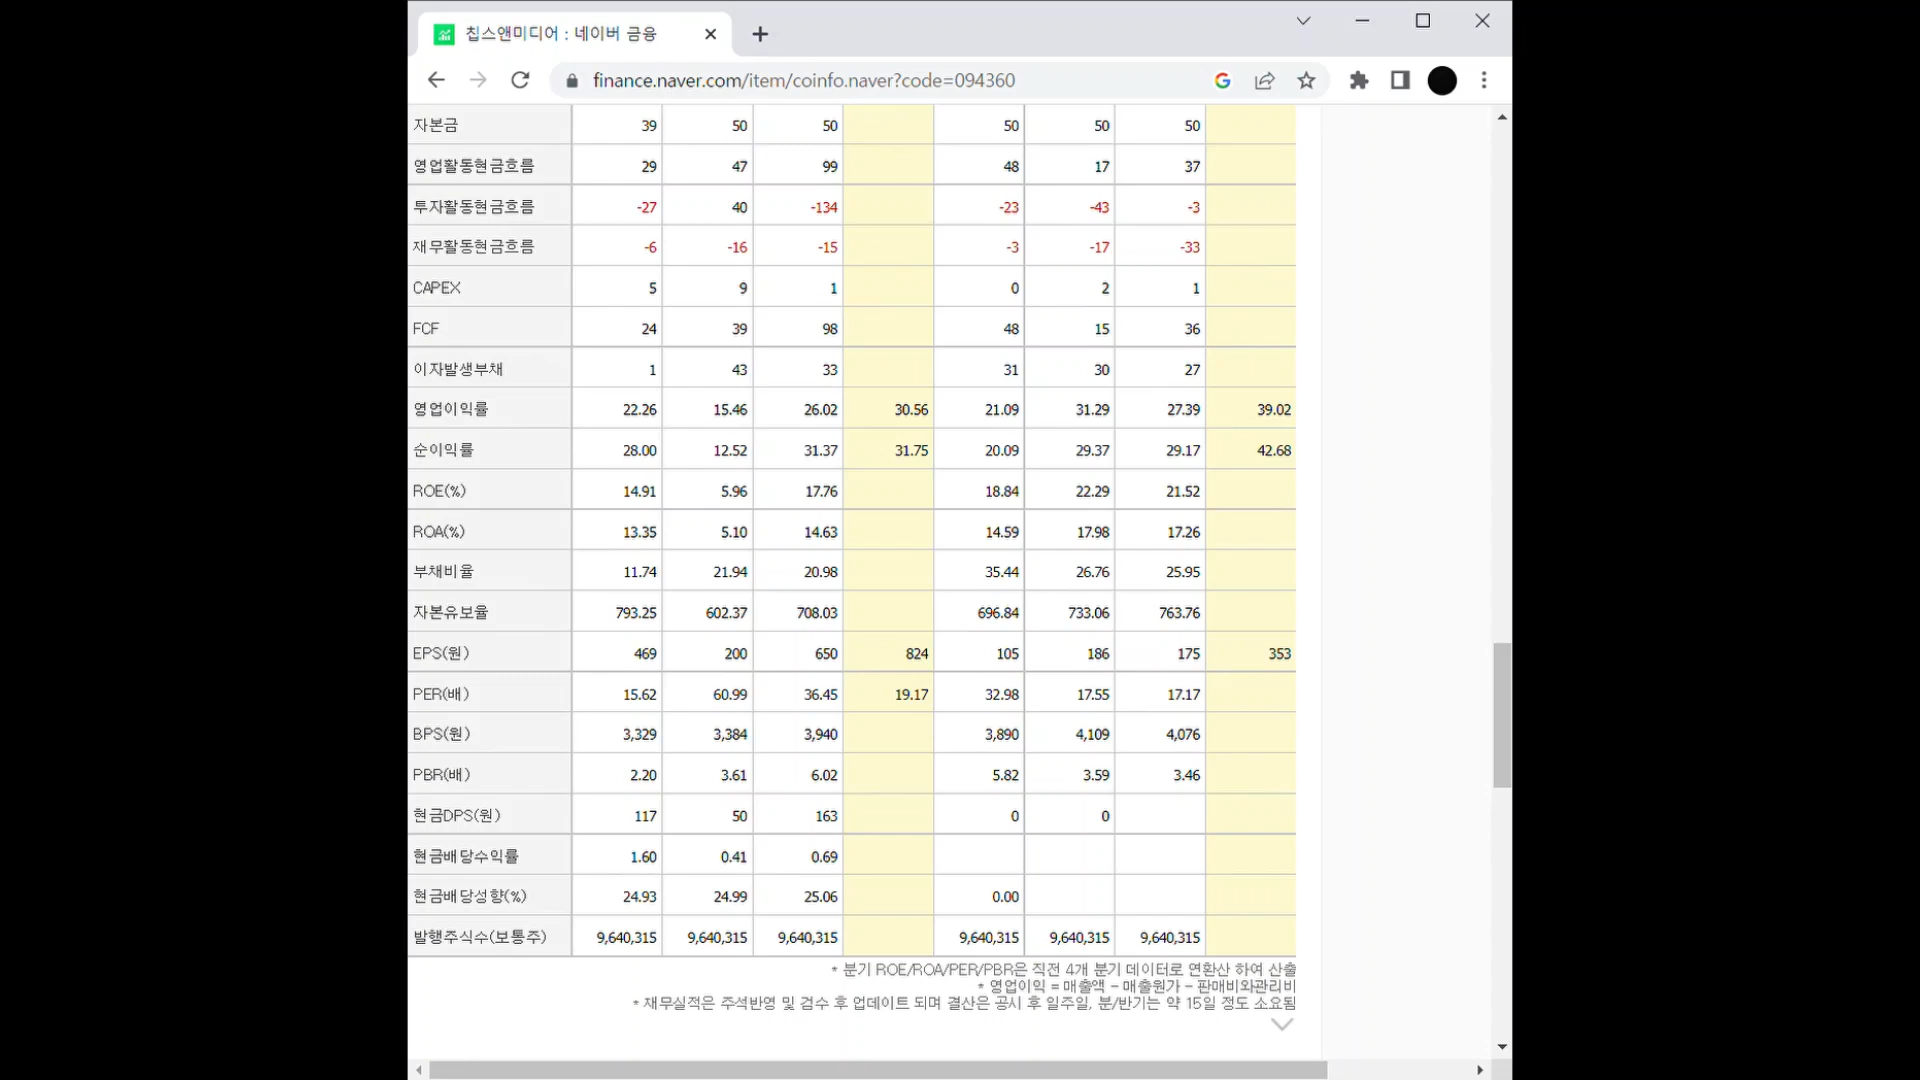 칩스앤미디어 : 네이버 금융
finance.naver.com/item/coinfo.naver?code=094360
자본금 39 50 50 50 50 50
영업활동현금흐름 29 47 99 48 17 37
투자활동현금흐름 -27 40 -134 -23 -43 -3
재무활동현금흐름 -6 -16 -15 -3 -17 -33
CAPEX 5 9 1 0 2 1
FCF 24 39 98 48 15 36
이자발생부채 1 43 33 31 30 27
영업이익률 22.26 15.46 26.02 30.56 21.09 31.29 27.39 39.02
순이익률 28.00 12.52 31.37 31.75 20.09 29.37 29.17 42.68
ROE(%) 14.91 5.96 17.76 18.84 22.29 21.52
ROA(%) 13.35 5.10 14.63 14.59 17.98 17.26
부채비율 11.74 21.94 20.98 35.44 26.76 25.95
자본유보율 793.25 602.37 708.03 696.84 733.06 763.76
EPS(원) 469 200 650 824 105 186 175 353
PER(배) 15.62 60.99 36.45 19.17 32.98 17.55 17.17
BPS(원) 3,329 3,384 3,940 3,890 4,109 4,076
PBR(배) 2.20 3.61 6.02 5.82 3.59 3.46
현금DPS(원) 117 50 163 0 0
현금배당수익률 1.60 0.41 0.69
현금배당성향(%) 24.93 24.99 25.06 0.00
발행주식수(보통주) 9,640,315 9,640,315 9,640,315 9,640,315 9,640,315 9,640,315
* 분기 ROE/ROA/PER/PBR은 직전 4개 분기 데이터로 연환산 하여 산출
* 영업이익 = 매출액 - 매출원가 - 판매비와관리비
* 재무실적은 주석반영 및 검수 후 업데이트 되며 결산은 공시 후 일주일, 분/반기는 약 15일 정도 소요됨